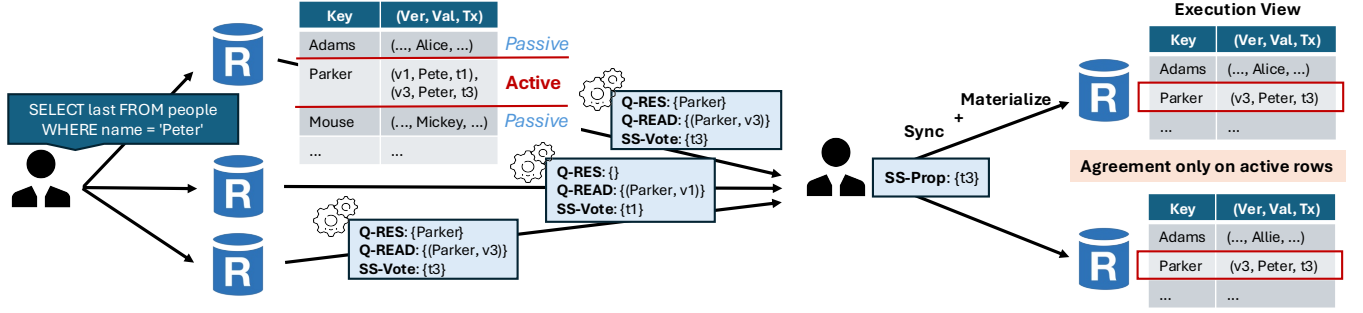 SELECT last FROM people
WHERE name = 'Peter'
R
R
R
Key (Ver, Val, Tx)
Adams (..., Alice, ...) Passive
Parker (v1, Pete, t1),
(v3, Peter, t3) Active
Mouse (..., Mickey, ...) Passive
... ...
Q-RES: {Parker}
Q-READ: {(Parker, v3)}
SS-Vote: {t3}
Q-RES: {}
Q-READ: {(Parker, v1)}
SS-Vote: {t1}
Q-RES: {Parker}
Q-READ: {(Parker, v3)}
SS-Vote: {t3}
SS-Prop: {t3}
Sync + Materialize
R
Execution View
Key (Ver, Val, Tx)
Adams (..., Alice, ...)
Parker (v3, Peter, t3)
... ...
Agreement only on active rows
R
Key (Ver, Val, Tx)
Adams (..., Allie, ...)
Parker (v3, Peter, t3)
... ...